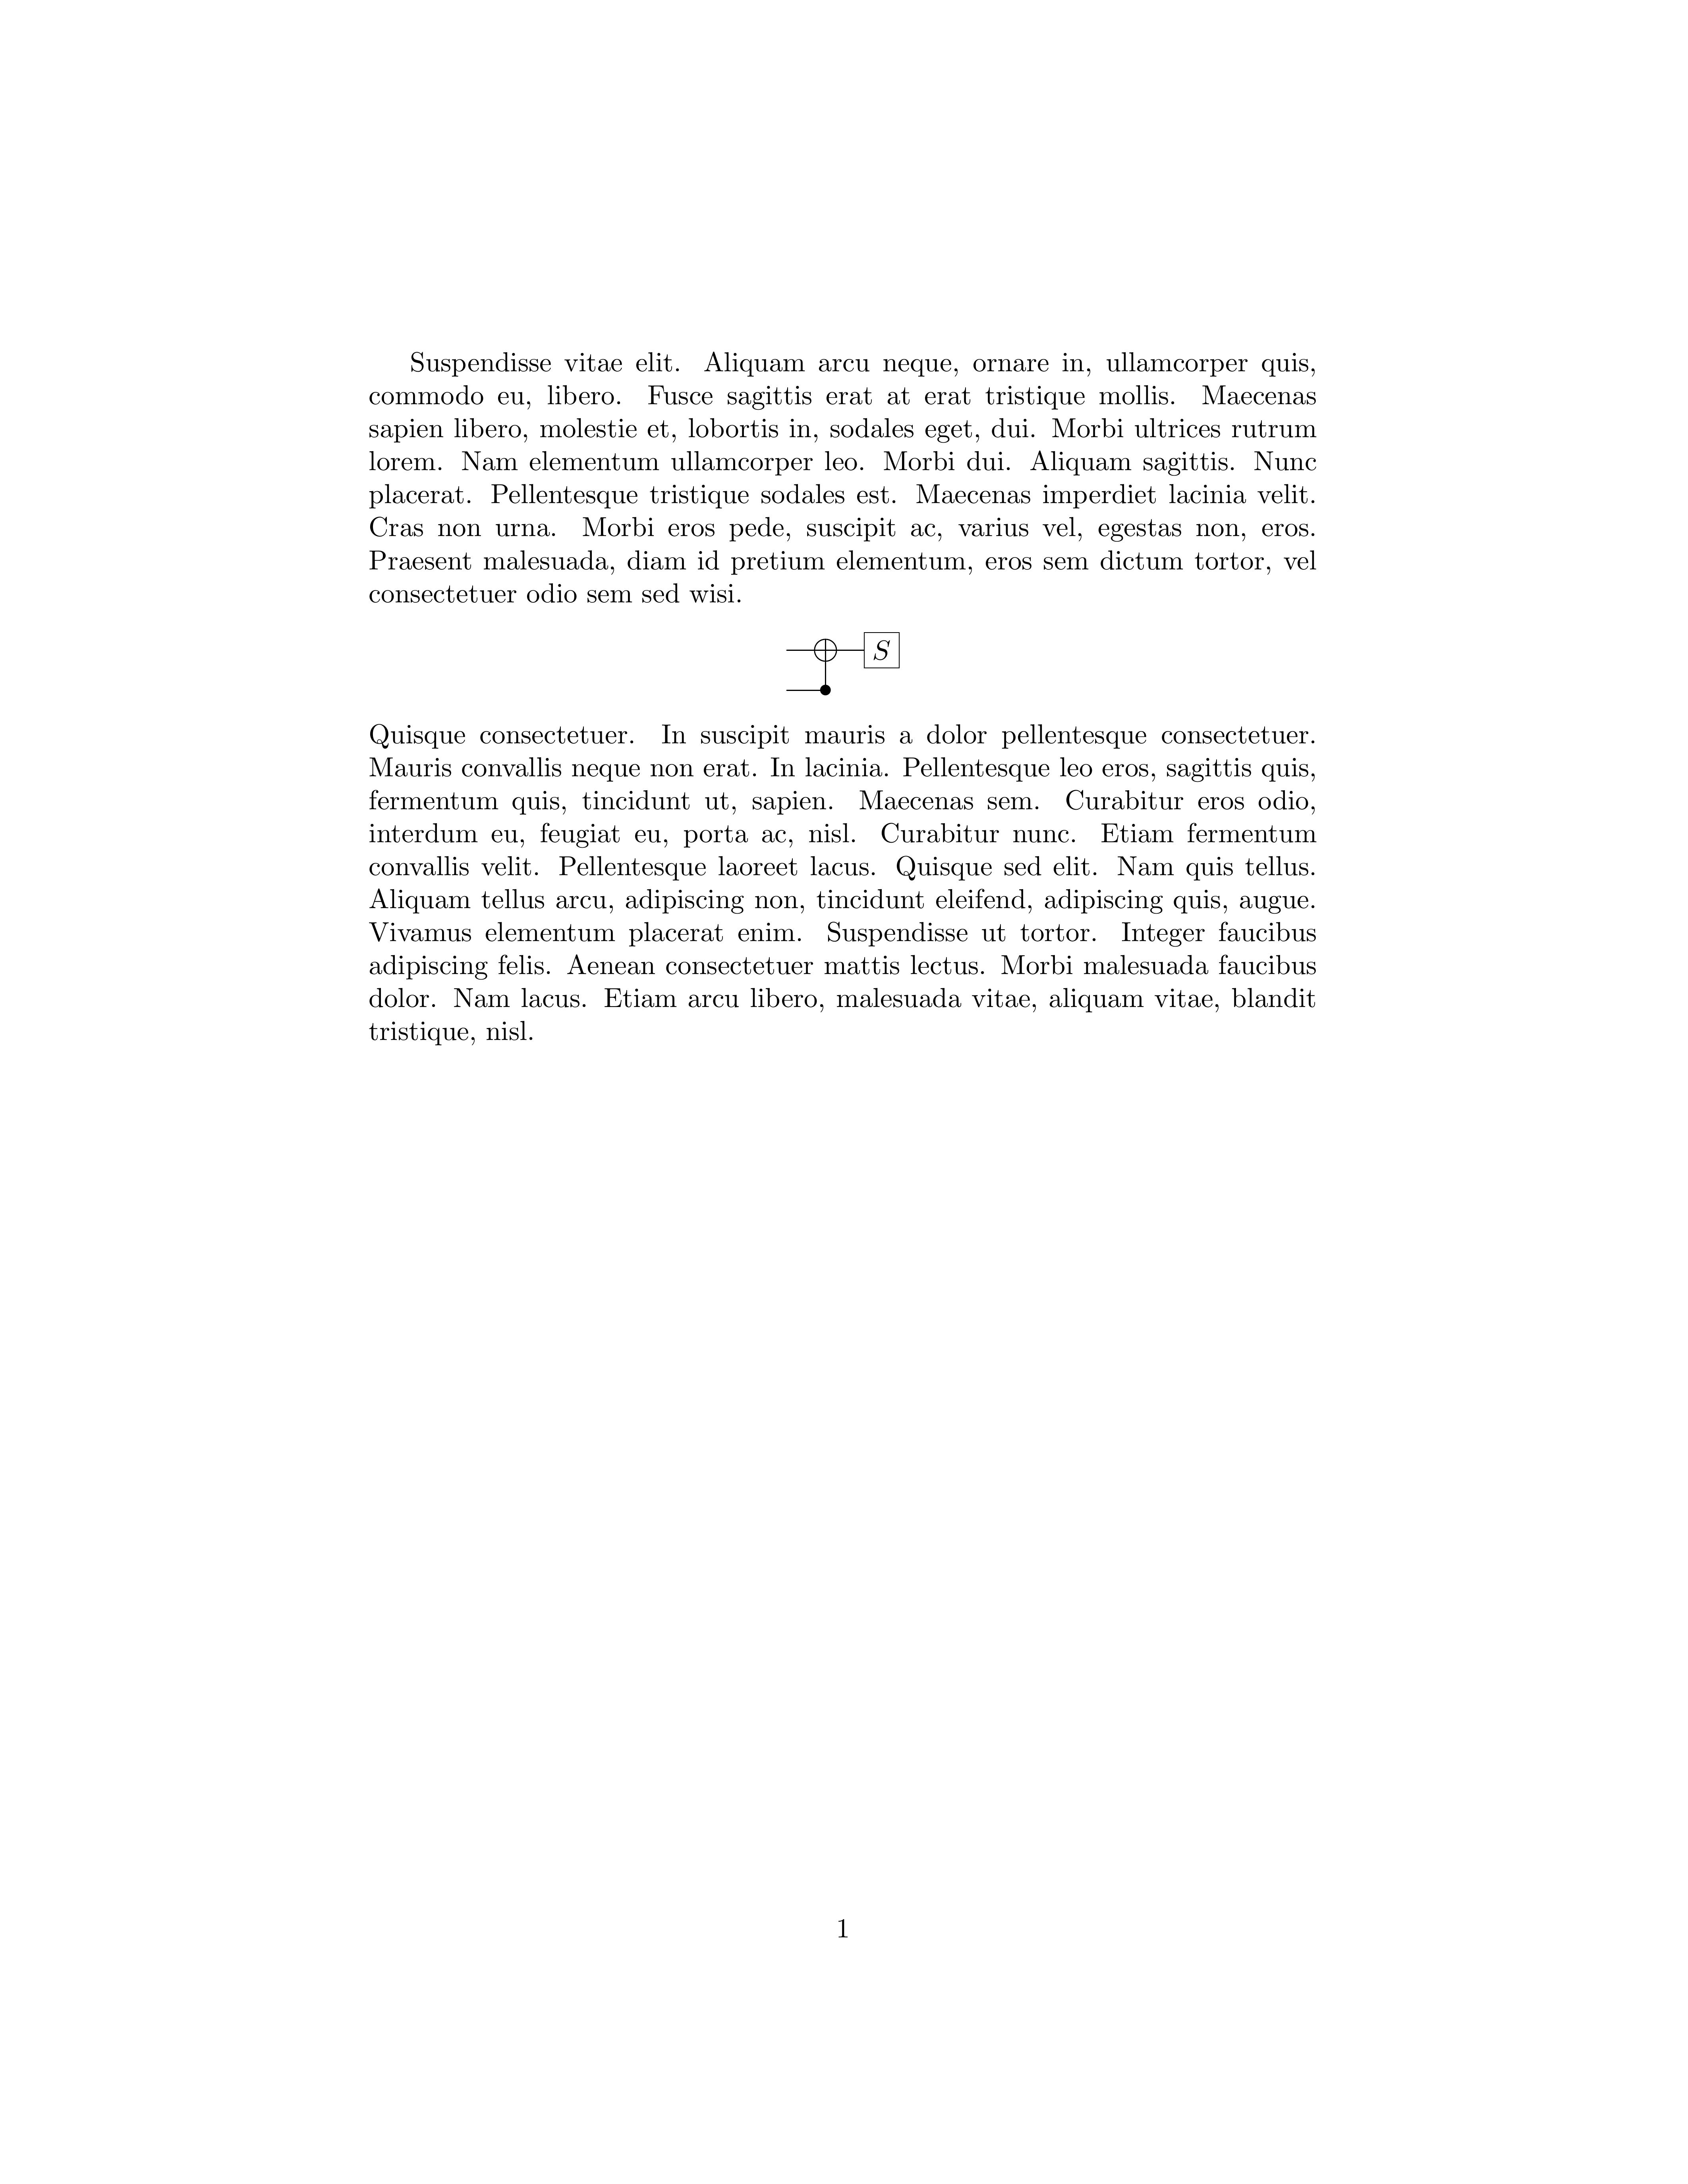 Suspendisse vitae elit. Aliquam arcu neque, ornare in, ullamcorper quis,
commodo eu, libero. Fusce sagittis erat at erat tristique mollis. Maecenas
sapien libero, molestie et, lobortis in, sodales eget, dui. Morbi ultrices rutrum
lorem. Nam elementum ullamcorper leo. Morbi dui. Aliquam sagittis. Nunc
placerat. Pellentesque tristique sodales est. Maecenas imperdiet lacinia velit.
Cras non urna. Morbi eros pede, suscipit ac, varius vel, egestas non, eros.
Praesent malesuada, diam id pretium elementum, eros sem dictum tortor, vel
consectetuer odio sem sed wisi.
S
Quisque consectetuer. In suscipit mauris a dolor pellentesque consectetuer.
Mauris convallis neque non erat. In lacinia. Pellentesque leo eros, sagittis quis,
fermentum quis, tincidunt ut, sapien. Maecenas sem. Curabitur eros odio,
interdum eu, feugiat eu, porta ac, nisl. Curabitur nunc. Etiam fermentum
convallis velit. Pellentesque laoreet lacus. Quisque sed elit. Nam quis tellus.
Aliquam tellus arcu, adipiscing non, tincidunt eleifend, adipiscing quis, augue.
Vivamus elementum placerat enim. Suspendisse ut tortor. Integer faucibus
adipiscing felis. Aenean consectetuer mattis lectus. Morbi malesuada faucibus
dolor. Nam lacus. Etiam arcu libero, malesuada vitae, aliquam vitae, blandit
tristique, nisl.
1